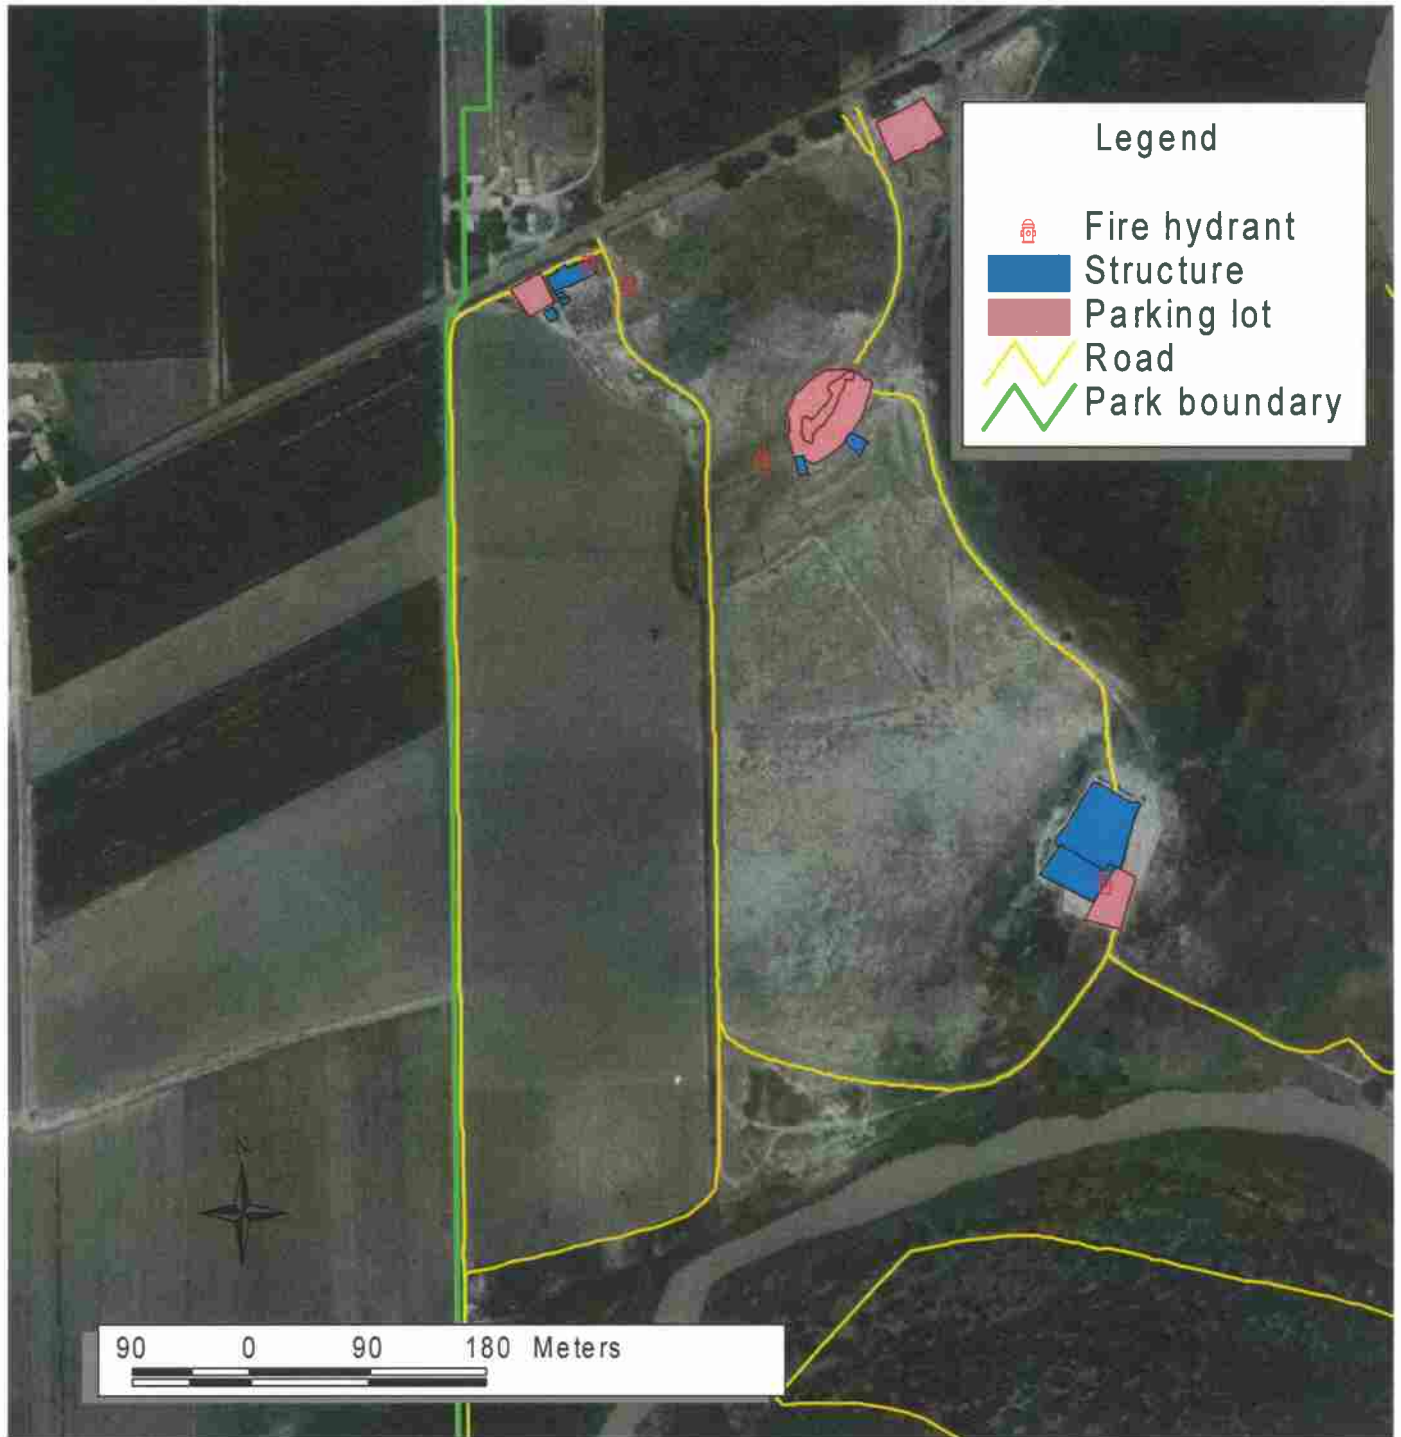 Legend
Fire hydrant
Structure
Parking lot
Road
Park boundary
N
90 0 90 180 Meters